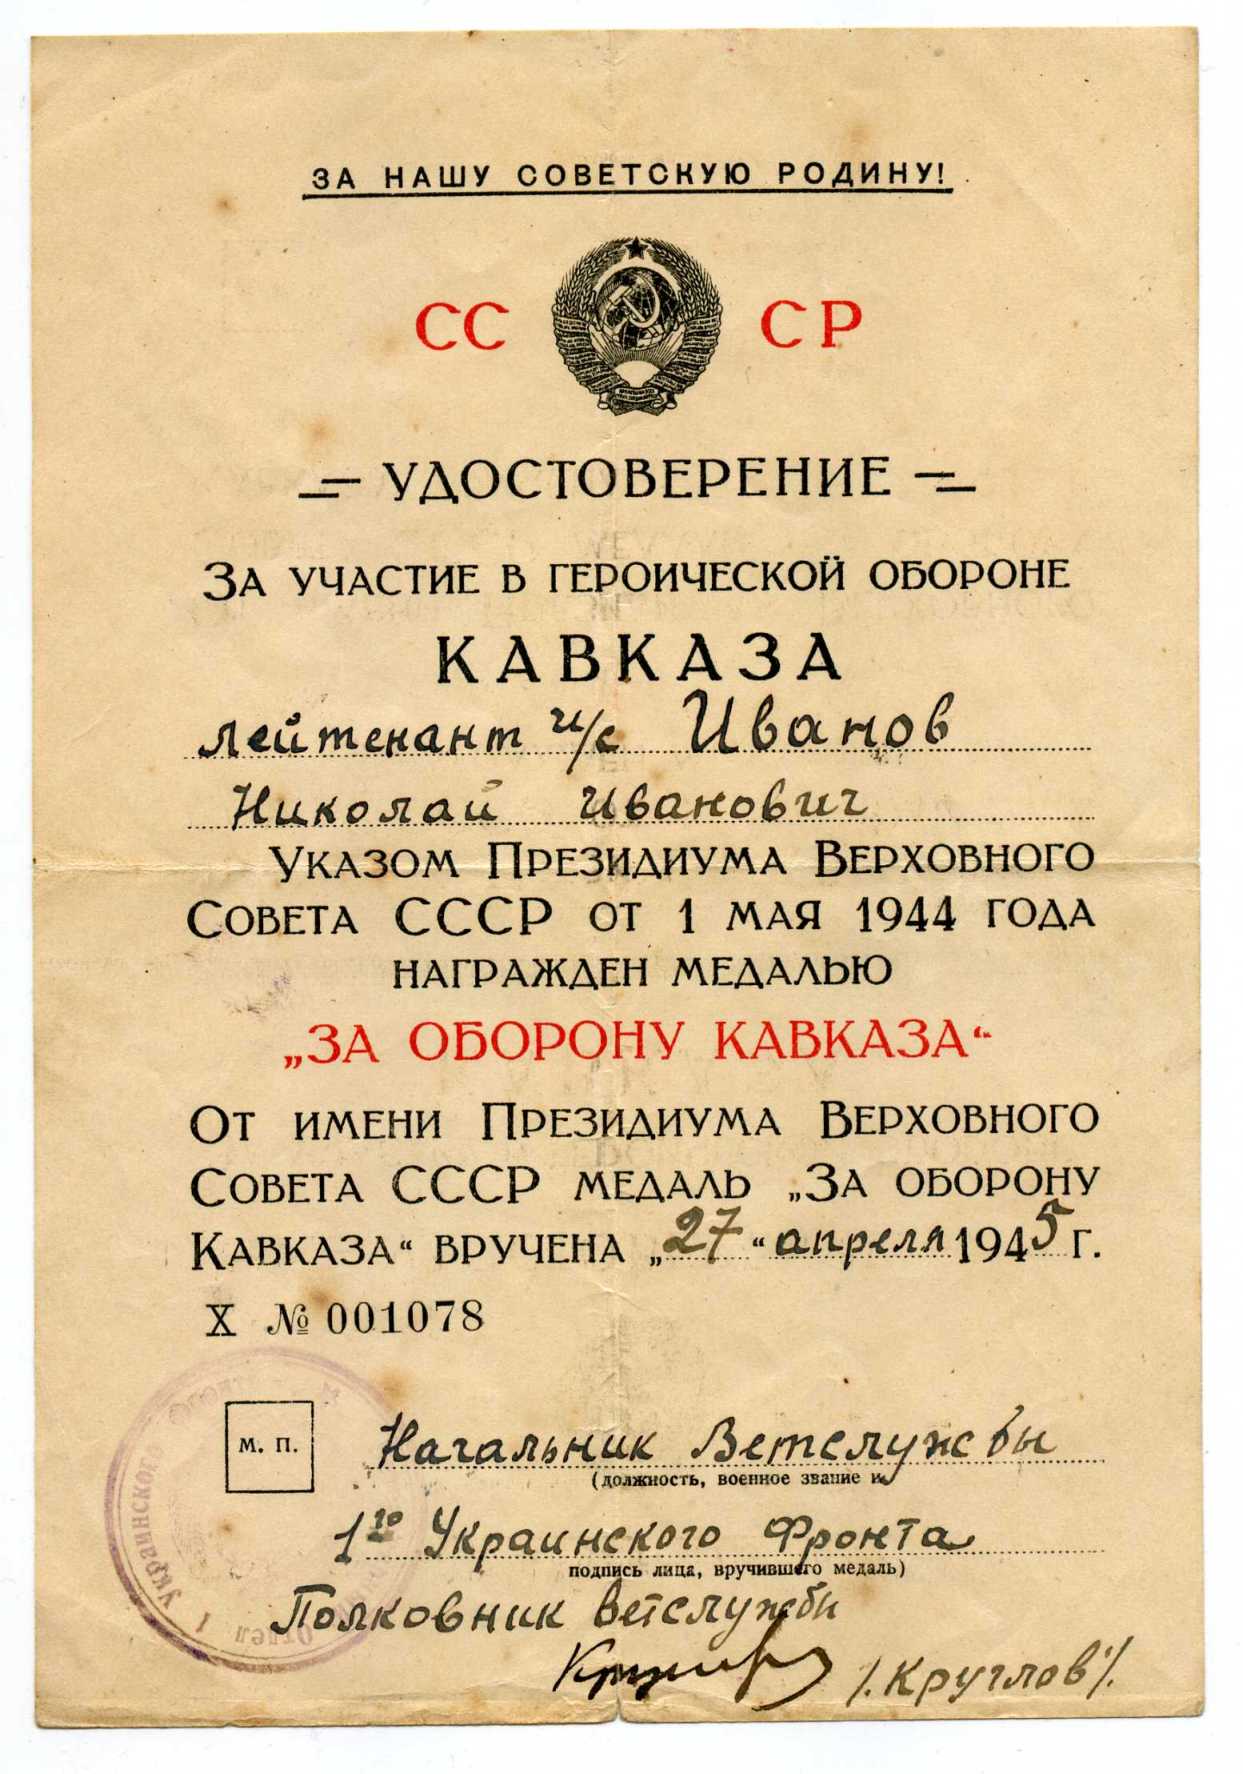 ЗА НАШУ СОВЕТСКУЮ РОДИНУ!
СС СР
УДОСТОВЕРЕНИЕ
ЗА УЧАСТИЕ В ГЕРОИЧЕСКОЙ ОБОРОНЕ
КАВКАЗА
лейтенант и/с Иванов
Николай Иванович
УКАЗОМ ПРЕЗИДИУМА ВЕРХОВНОГО
СОВЕТА СССР ОТ 1 МАЯ 1944 ГОДА
НАГРАЖДЕН МЕДАЛЬЮ
„ЗА ОБОРОНУ КАВКАЗА“
ОТ ИМЕНИ ПРЕЗИДИУМА ВЕРХОВНОГО
СОВЕТА СССР МЕДАЛЬ „ЗА ОБОРОНУ
КАВКАЗА“ ВРУЧЕНА „27“ апреля 1945 Г.
X № 001078
М. П.
Начальник Ветслужбы
(должность, военное звание и
1го Украинского Фронта
подпись лица, вручившего медаль)
Полковник ветслужбы
/.Круглов./
Отдел 1 Украинского